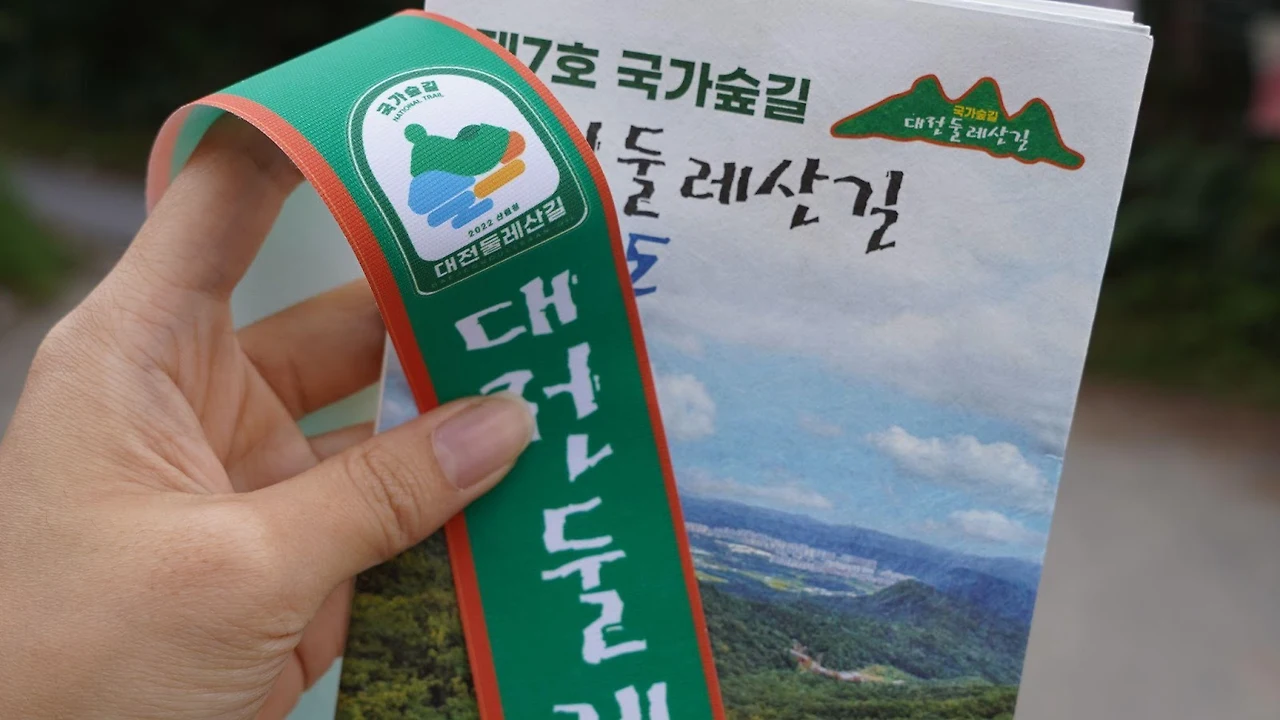 국가숲길
NATIONAL TRAIL
2022 산림청
대전둘레산길
대전둘레
제7호 국가숲길
둘레산길
도
국가숲길
대전둘레산길